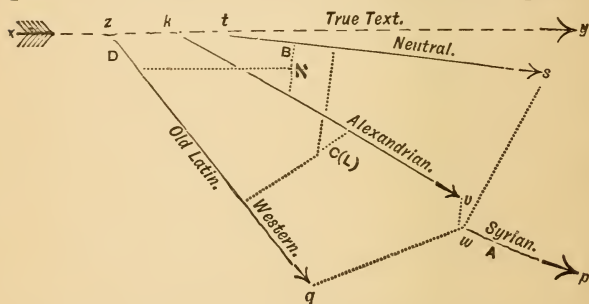 x z k t True Text. y
D B Neutral. s
א
Old Latin. Alexandrian.
C(L)
Western. v
w Syrian.
A
q p